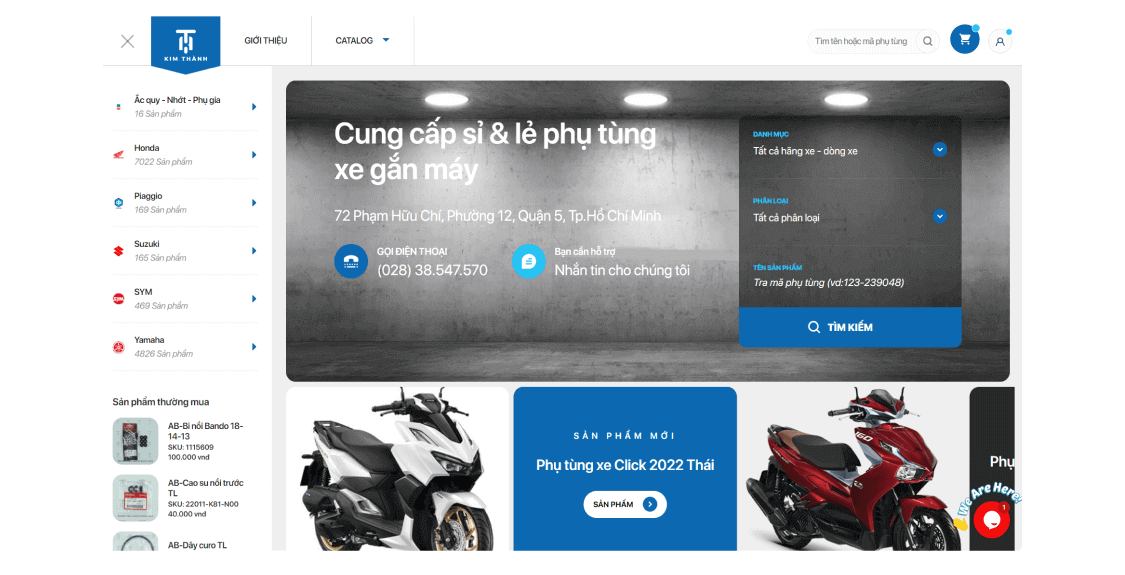 KIM THÀNH
GIỚI THIỆU
CATALOG
Tìm tên hoặc mã phụ tùng
Ắc quy - Nhớt - Phụ gia
16 Sản phẩm
Honda
7022 Sản phẩm
Piaggio
169 Sản phẩm
Suzuki
165 Sản phẩm
SYM
469 Sản phẩm
Yamaha
4826 Sản phẩm
Sản phẩm thường mua
AB-Bi nồi Bando 18-
14-13
SKU: 1115609
100.000 vnd
AB-Cao su nồi trước
TL
SKU: 22011-K81-N00
40.000 vnd
AB-Dây curo TL
Cung cấp sỉ & lẻ phụ tùng
xe gắn máy
72 Phạm Hữu Chí, Phường 12, Quận 5, Tp.Hồ Chí Minh
GỌI ĐIỆN THOẠI
(028) 38.547.570
Bạn cần hỗ trợ
Nhắn tin cho chúng tôi
DANH MỤC
Tất cả hãng xe - dòng xe
PHÂN LOẠI
Tất cả phân loại
TÊN SẢN PHẨM
Tra mã phụ tùng (vd:123-239048)
TÌM KIẾM
SẢN PHẨM MỚI
Phụ tùng xe Click 2022 Thái
SẢN PHẨM
160
Phụ
We Are Here!
1